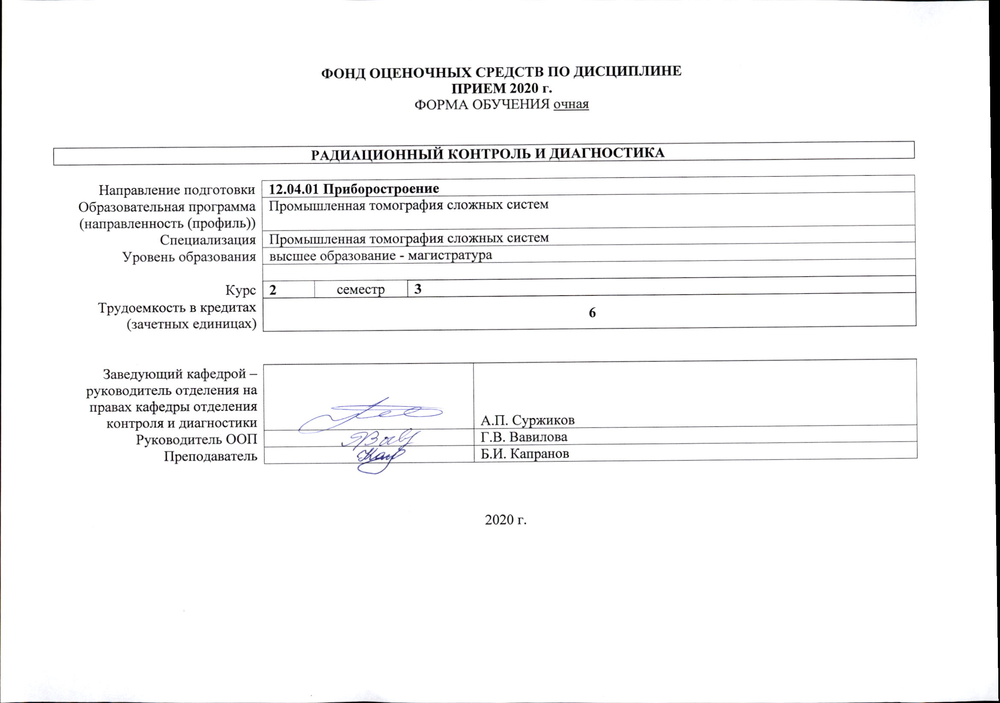 ФОНД ОЦЕНОЧНЫХ СРЕДСТВ ПО ДИСЦИПЛИНЕ
ПРИЕМ 2020 г.
ФОРМА ОБУЧЕНИЯ очная
РАДИАЦИОННЫЙ КОНТРОЛЬ И ДИАГНОСТИКА
Направление подготовки 12.04.01 Приборостроение
Образовательная программа Промышленная томография сложных систем
(направленность (профиль))
Специализация Промышленная томография сложных систем
Уровень образования высшее образование - магистратура
Курс 2 семестр 3
Трудоемкость в кредитах
(зачетных единицах) 6
Заведующий кафедрой –
руководитель отделения на
правах кафедры отделения
контроля и диагностики А.П. Суржиков
Руководитель ООП Г.В. Вавилова
Преподаватель Б.И. Капранов
2020 г.